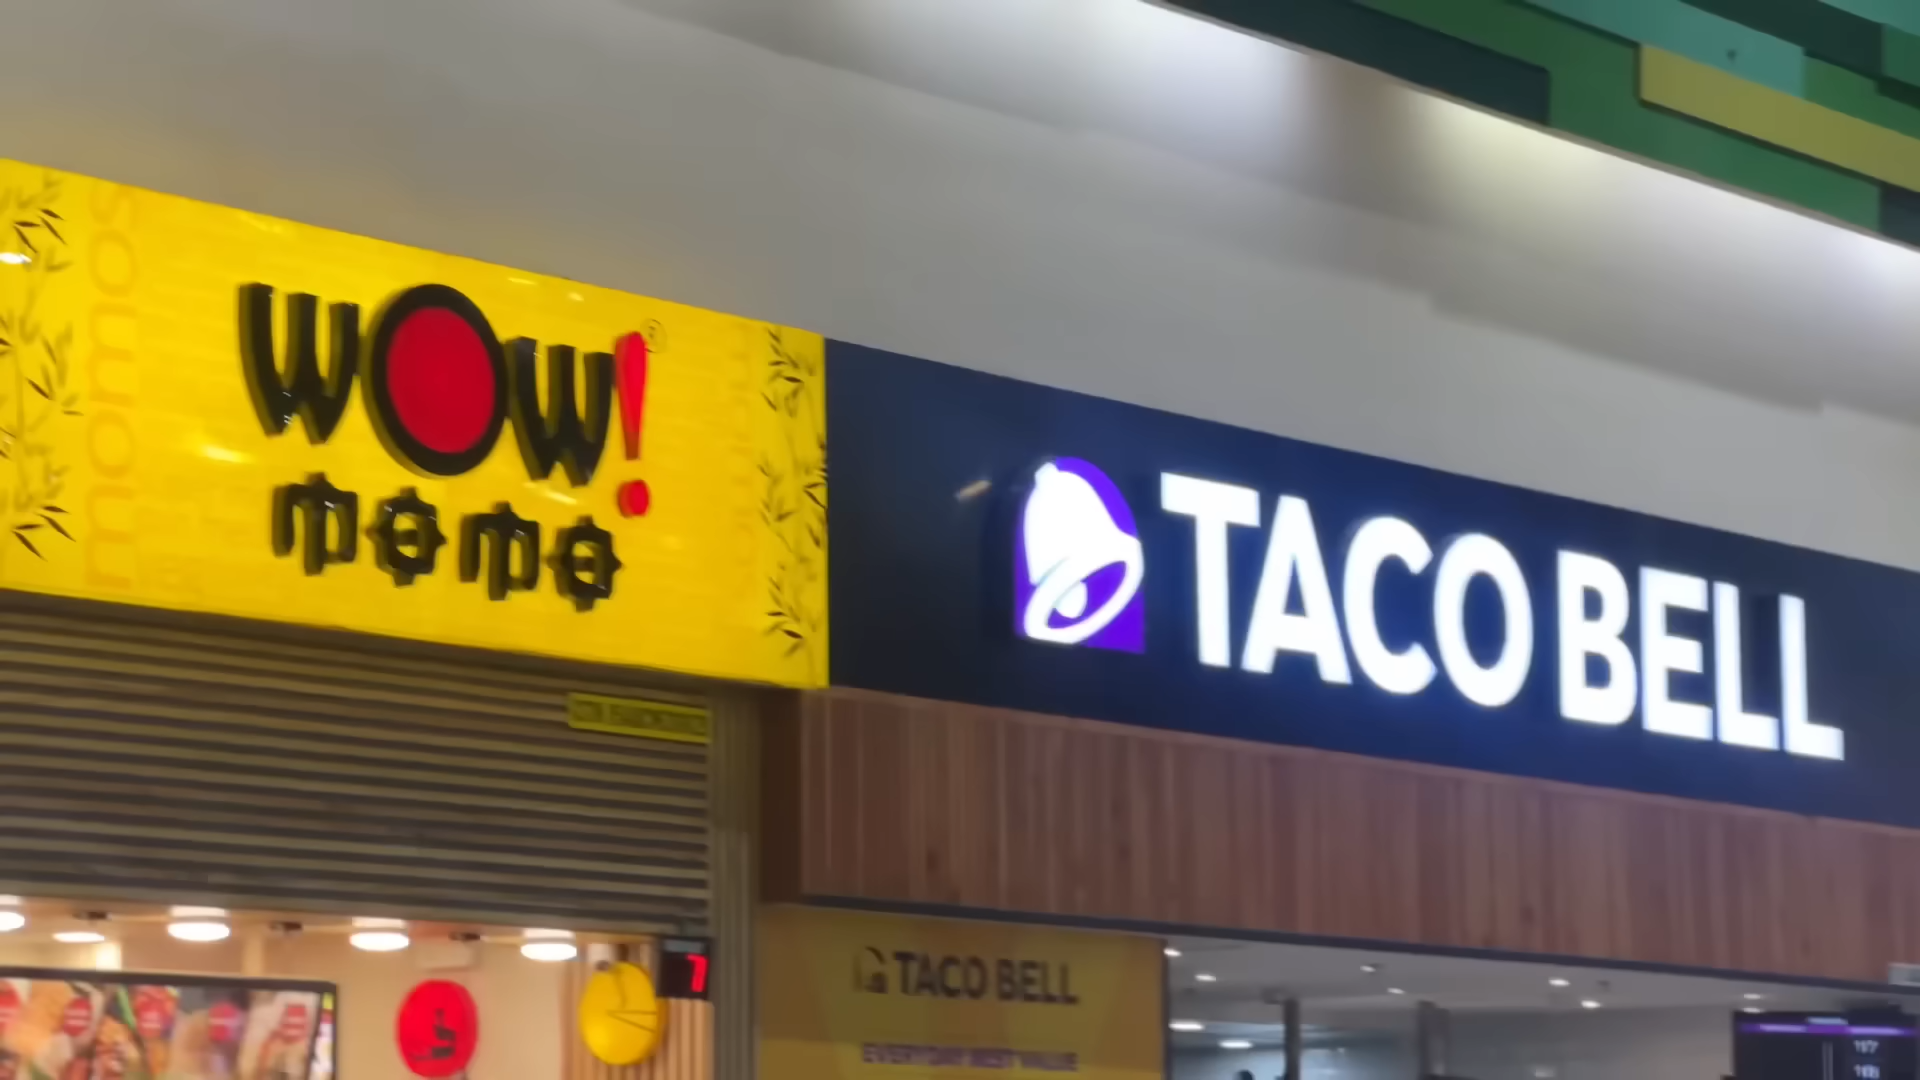 momos
WOW!
momo
TACO BELL
7
TACO BELL
EVERYDAY BEST VALUE